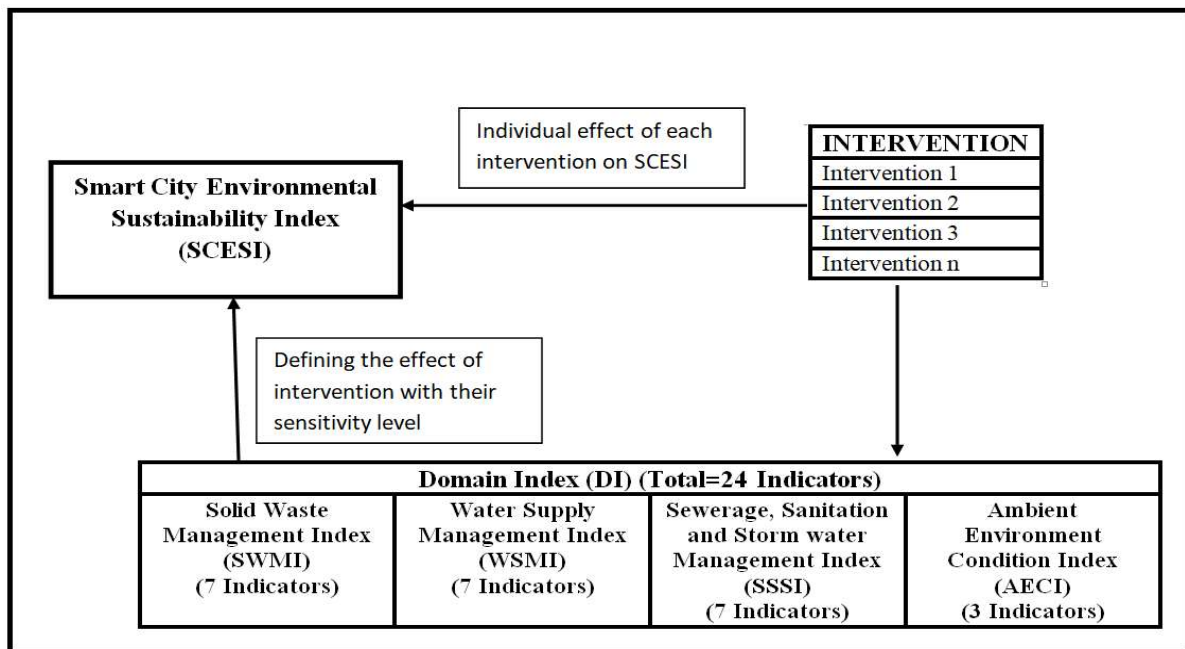 Individual effect of each
intervention on SCESI
INTERVENTION
Intervention 1
Intervention 2
Intervention 3
Intervention n
Smart City Environmental
Sustainability Index
(SCESI)
Defining the effect of
intervention with their
sensitivity level
Domain Index (DI) (Total=24 Indicators)
Solid Waste
Management Index
(SWMI)
(7 Indicators)
Water Supply
Management Index
(WSMI)
(7 Indicators)
Sewerage, Sanitation
and Storm water
Management Index
(SSSI)
(7 Indicators)
Ambient
Environment
Condition Index
(AECI)
(3 Indicators)